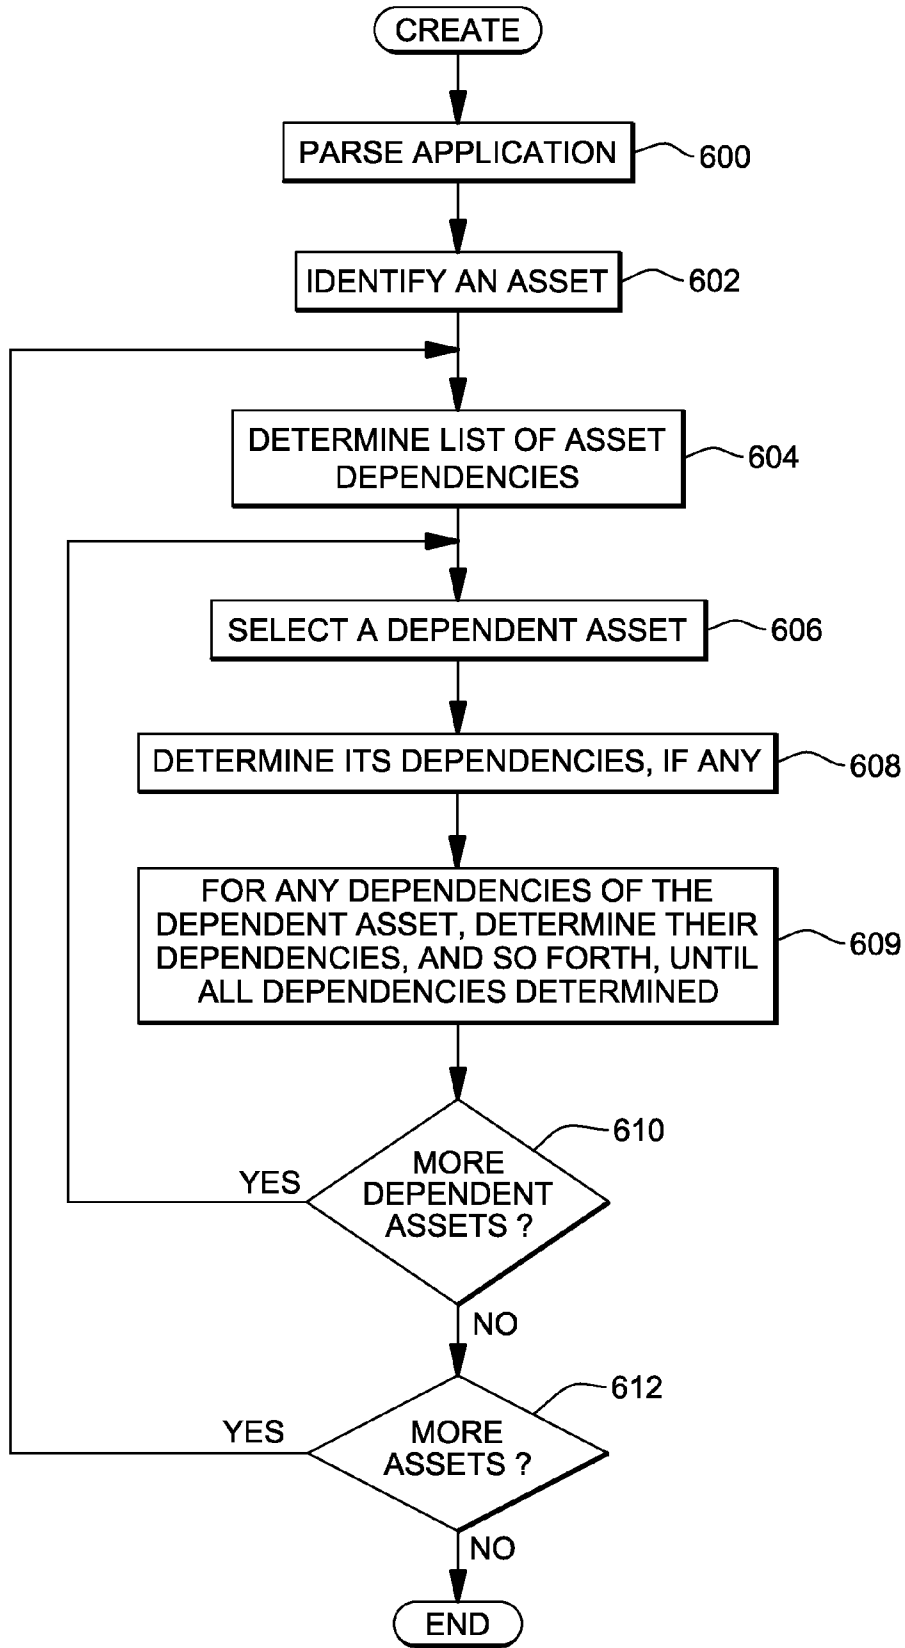 CREATE
PARSE APPLICATION
600
IDENTIFY AN ASSET
602
DETERMINE LIST OF ASSET
DEPENDENCIES
604
SELECT A DEPENDENT ASSET
606
DETERMINE ITS DEPENDENCIES, IF ANY
608
FOR ANY DEPENDENCIES OF THE
DEPENDENT ASSET, DETERMINE THEIR
DEPENDENCIES, AND SO FORTH, UNTIL
ALL DEPENDENCIES DETERMINED
609
610
MORE
DEPENDENT
ASSETS ?
YES
NO
612
MORE
ASSETS ?
YES
NO
END